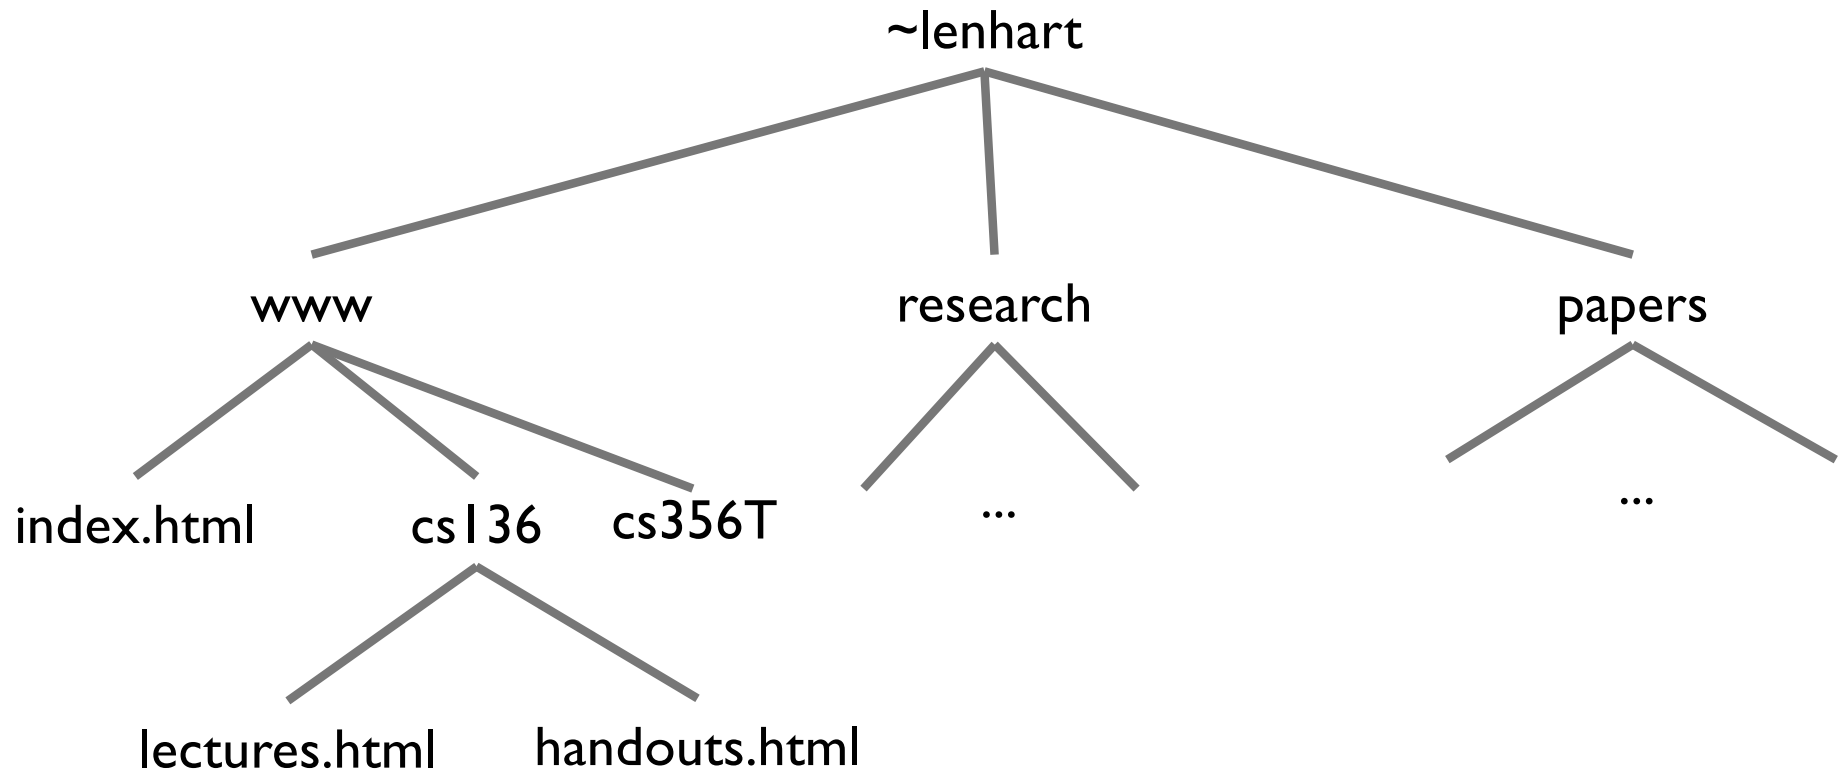 ~lenhart
www
research
papers
index.html
cs136
cs356T
...
...
lectures.html
handouts.html